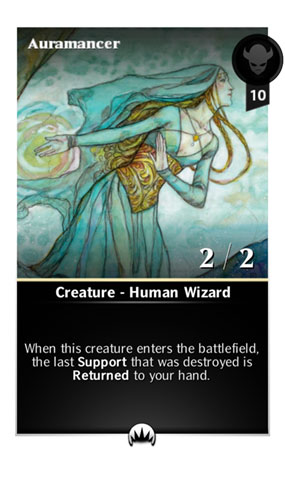 Auramancer
10
2 / 2
Creature - Human Wizard
When this creature enters the battlefield,
the last Support that was destroyed is
Returned to your hand.